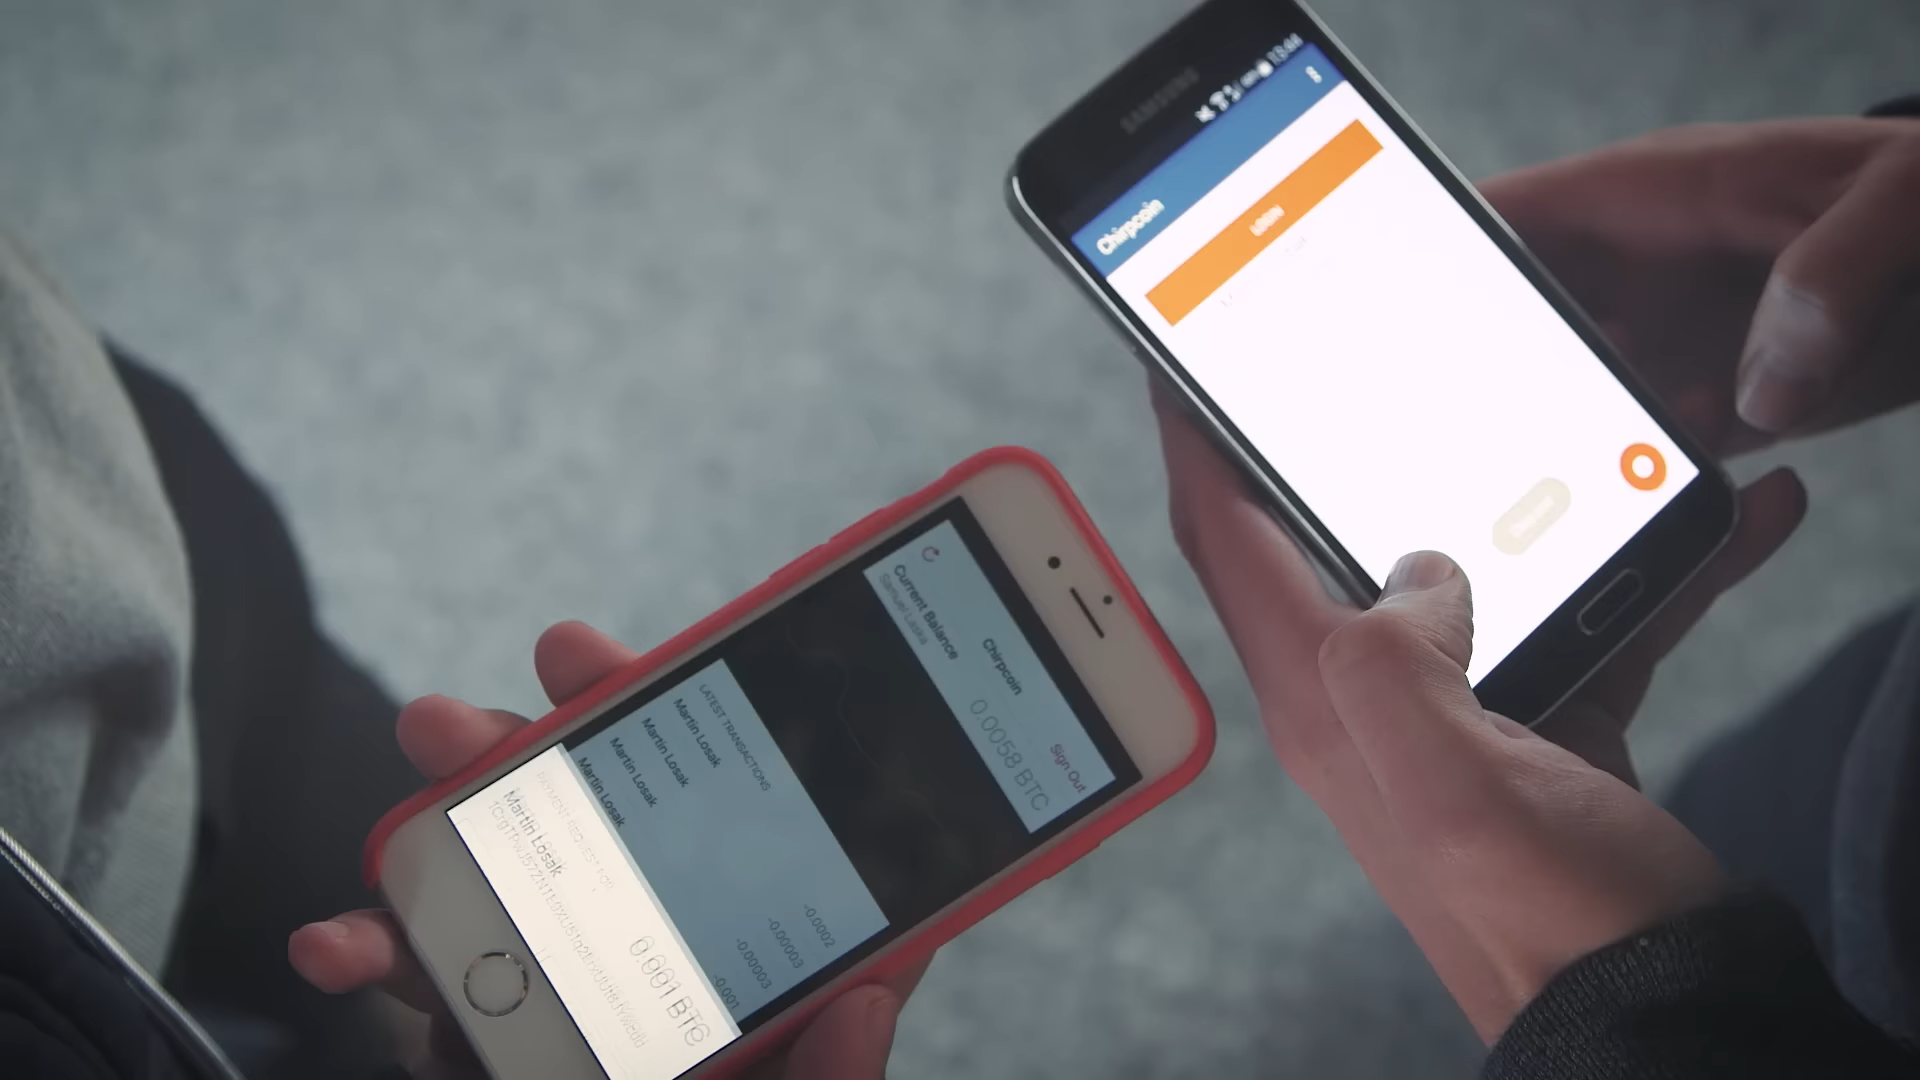 SAMSUNG
13:44
Chirpcoin
LOGIN
Chirpcoin
Sign Out
Current Balance
Samuel Laska
0.0058 BTC
LATEST TRANSACTIONS
Martin Losak -0.0002
Martin Losak -0.00003
Martin Losak -0.00003
Martin Losak -0.001
PAYMENT REQUEST FOR
Martin Losak
0.001 BTC